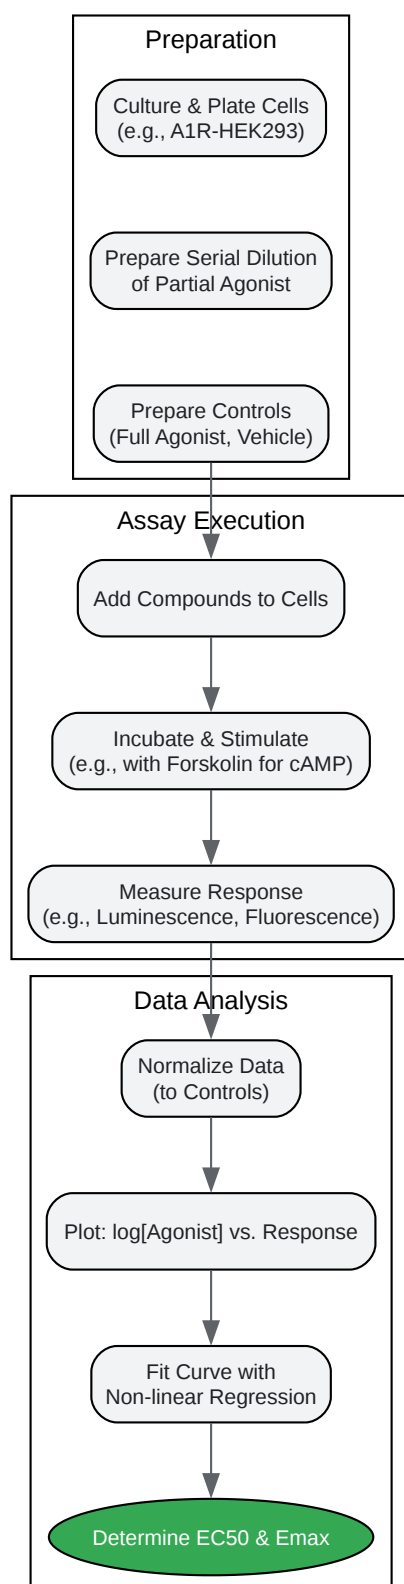 Preparation
Culture & Plate Cells
(e.g., A1R-HEK293)
Prepare Serial Dilution
of Partial Agonist
Prepare Controls
(Full Agonist, Vehicle)
Assay Execution
Add Compounds to Cells
Incubate & Stimulate
(e.g., with Forskolin for cAMP)
Measure Response
(e.g., Luminescence, Fluorescence)
Data Analysis
Normalize Data
(to Controls)
Plot: log[Agonist] vs. Response
Fit Curve with
Non-linear Regression
Determine EC50 & Emax